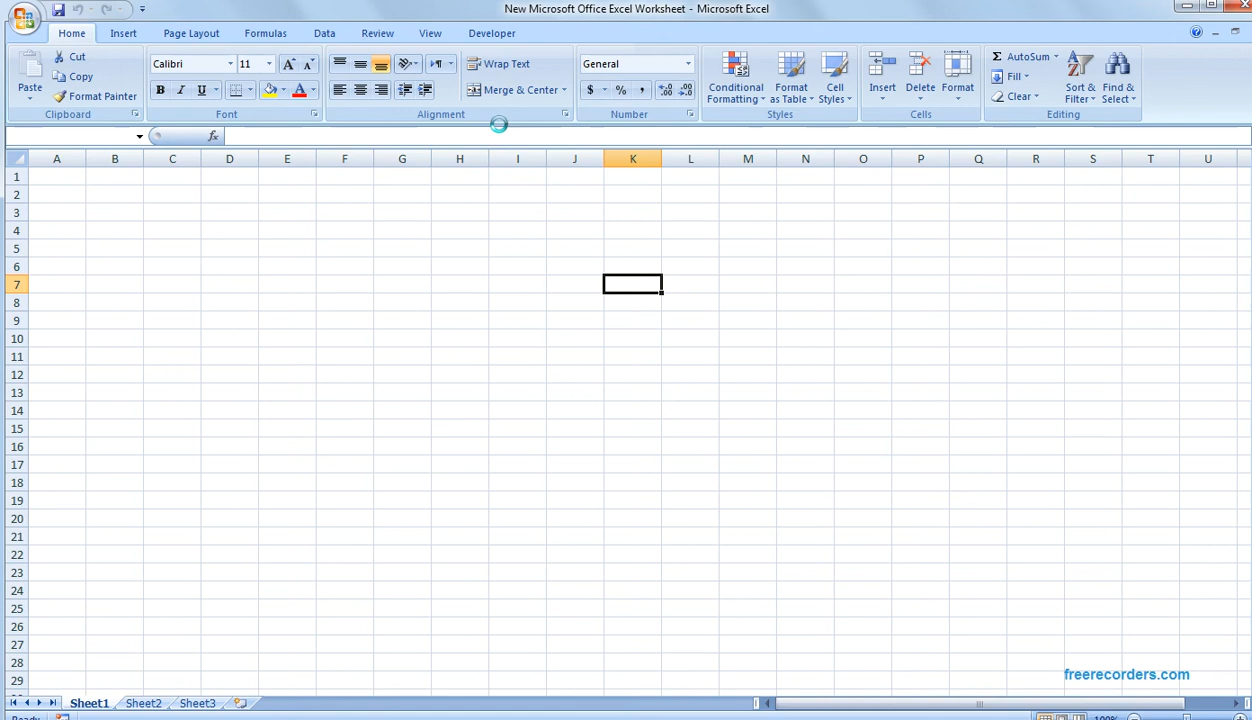 New Microsoft Office Excel Worksheet - Microsoft Excel
Home Insert Page Layout Formulas Data Review View Developer
Paste
Cut
Copy
Format Painter
Clipboard
Calibri 11
B I U
Font
Wrap Text
Merge & Center
Alignment
General
$ % ,
Number
Conditional Formatting
Format as Table
Cell Styles
Styles
Insert Delete Format
Cells
Σ AutoSum
Fill
Clear
Sort & Filter
Find & Select
Editing
fx
A B C D E F G H I J K L M N O P Q R S T U
1
2
3
4
5
6
7
8
9
10
11
12
13
14
15
16
17
18
19
20
21
22
23
24
25
26
27
28
29
freerecorders.com
Sheet1 Sheet2 Sheet3
Ready 100%